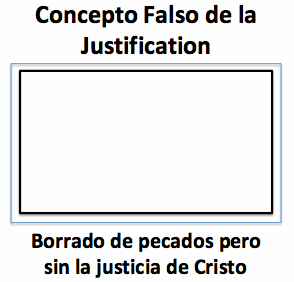 Concepto Falso de la
Justification
Borrado de pecados pero
sin la justicia de Cristo